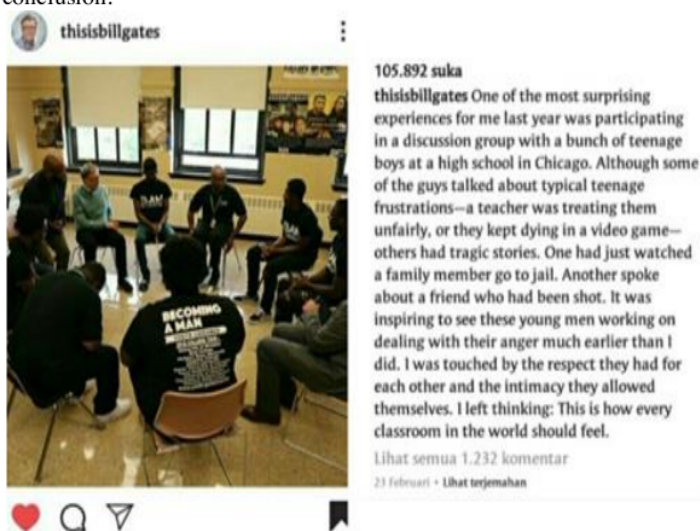 conclusion?
thisisbillgates
BECOMING
A MAN
105.892 suka
thisisbillgates One of the most surprising
experiences for me last year was participating
in a discussion group with a bunch of teenage
boys at a high school in Chicago. Although some
of the guys talked about typical teenage
frustrations—a teacher was treating them
unfairly, or they kept dying in a video game—
others had tragic stories. One had just watched
a family member go to jail. Another spoke
about a friend who had been shot. It was
inspiring to see these young men working on
dealing with their anger much earlier than I
did. I was touched by the respect they had for
each other and the intimacy they allowed
themselves. I left thinking: This is how every
classroom in the world should feel.
Lihat semua 1.232 komentar
21 Februari • Lihat terjemahan